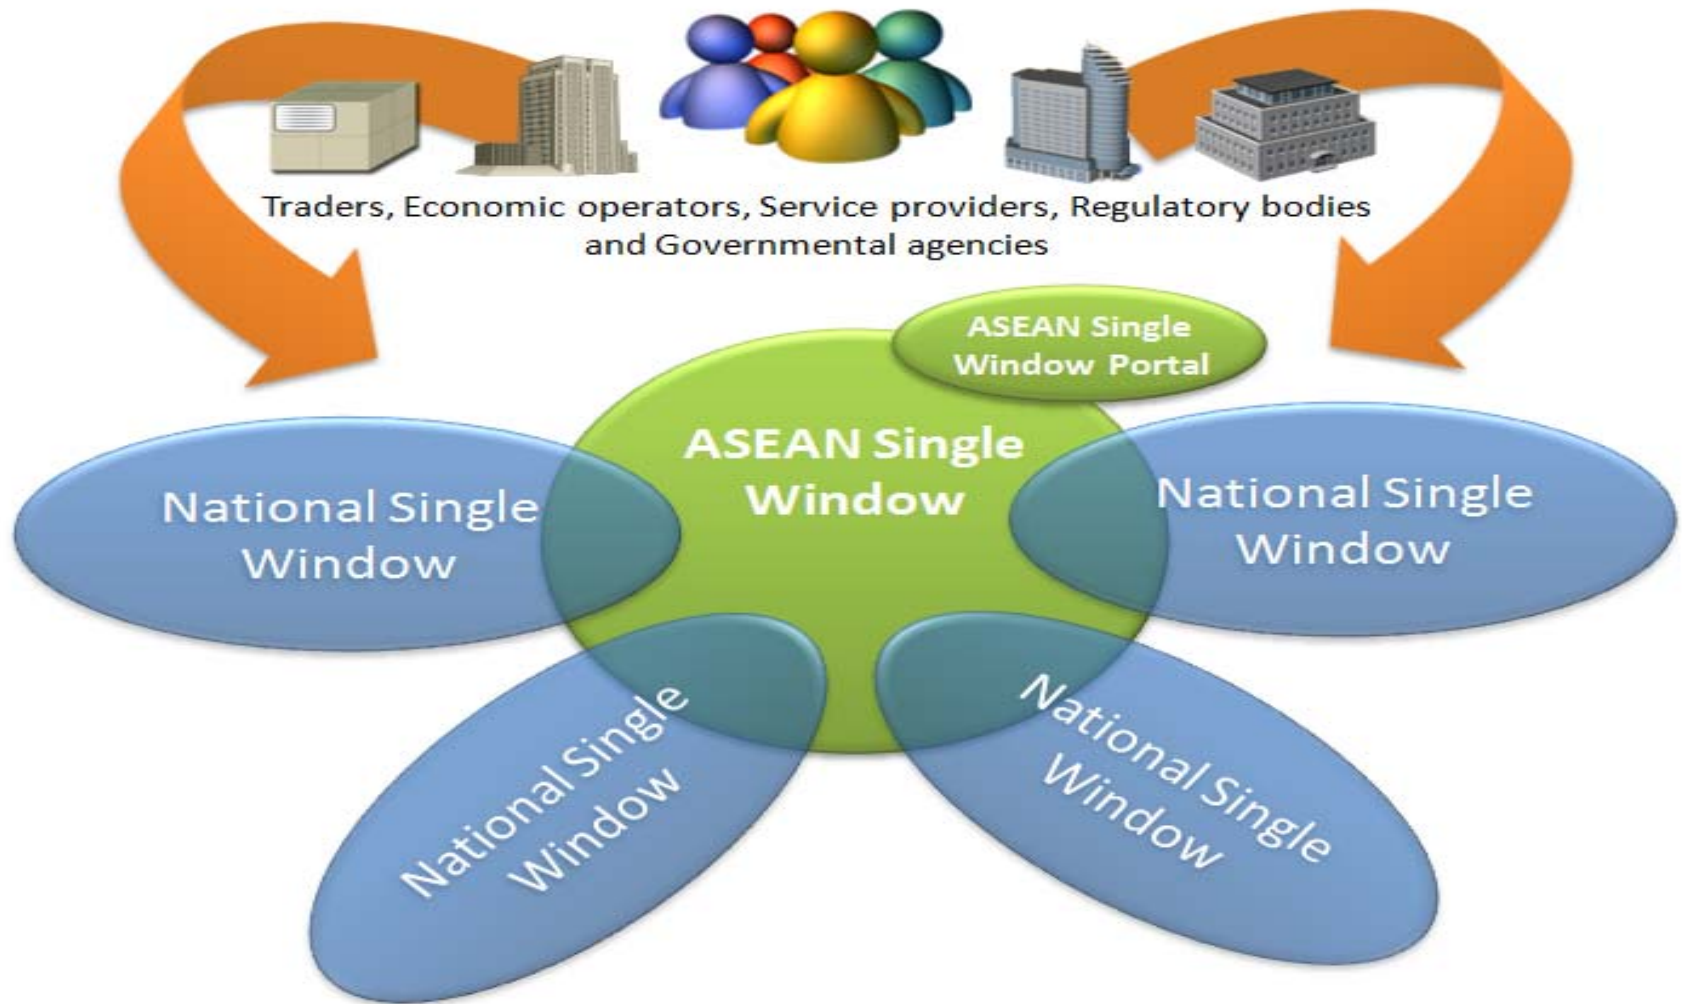 Traders, Economic operators, Service providers, Regulatory bodies
and Governmental agencies
ASEAN Single
Window Portal
ASEAN Single
Window
National Single
Window
National Single
Window
National Single
Window
National Single
Window